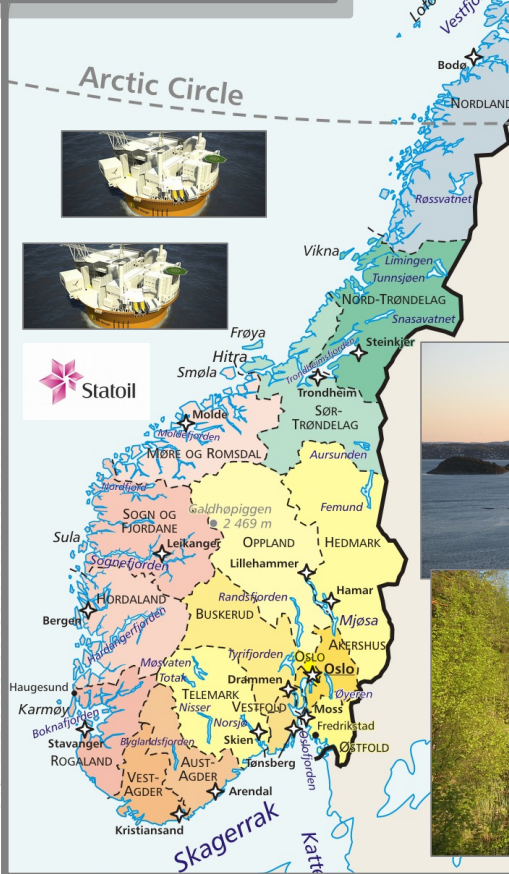 Lofo
Vestfjo
Bodø
Arctic Circle
NORDLAND
Røssvatnet
Vikna
Limingen
Tunnsjøen
NORD-TRØNDELAG
Snasavatnet
Frøya
Steinkjer
Hitra
Trondheimsfjorden
Smøla
Trondheim
Statoil
Molde
SØR-
TRØNDELAG
Moldefjorden
MØRE OG ROMSDAL
Aursunden
Nordfjord
Femund
Galdhøpiggen
2 469 m
SOGN OG
FJORDANE
Sula
Leikanger
OPPLAND
HEDMARK
Sognefjorden
Lillehammer
HORDALAND
Randsfjorden
Hamar
Bergen
BUSKERUD
Mjøsa
Hardangerfjorden
AKERSHUS
Tyrifjorden
OSLO
Møsvaten
Oslo
Totak
Drammen
Haugesund
TELEMARK
Øyeren
Karmøy
Nisser
VESTFOLD
Moss
Boknafjorden
Norsjø
Fredrikstad
Stavanger
Byglandsfjorden
Skien
ØSTFOLD
ROGALAND
AUST-
AGDER
Tønsberg
Oslofjorden
VEST-
AGDER
Arendal
Kristiansand
Skagerrak
Katte